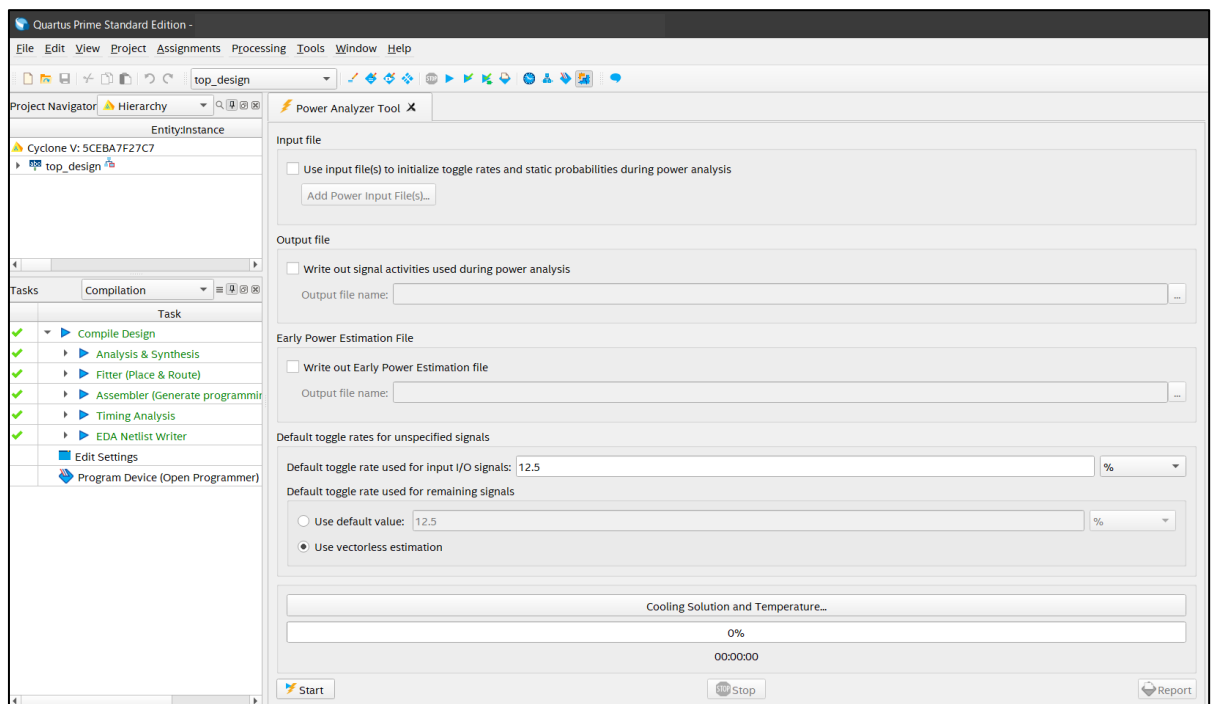 Quartus Prime Standard Edition -
File Edit View Project Assignments Processing Tools Window Help
top_design
Project Navigator Hierarchy
Entity:Instance
Cyclone V: 5CEBA7F27C7
top_design
Tasks Compilation
Task
Compile Design
Analysis & Synthesis
Fitter (Place & Route)
Assembler (Generate programmin
Timing Analysis
EDA Netlist Writer
Edit Settings
Program Device (Open Programmer)
Power Analyzer Tool
Input file
Use input file(s) to initialize toggle rates and static probabilities during power analysis
Add Power Input File(s)...
Output file
Write out signal activities used during power analysis
Output file name: ...
Early Power Estimation File
Write out Early Power Estimation file
Output file name: ...
Default toggle rates for unspecified signals
Default toggle rate used for input I/O signals: 12.5 %
Default toggle rate used for remaining signals
Use default value: 12.5 %
Use vectorless estimation
Cooling Solution and Temperature...
0%
00:00:00
Start STOP Stop Report